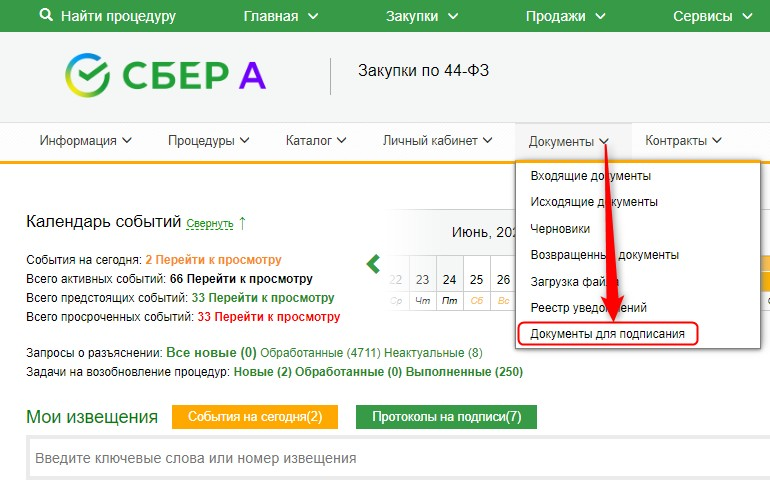 Найти процедуру Главная Закупки Продажи Сервисы
СБЕР А Закупки по 44-ФЗ
Информация Процедуры Каталог Личный кабинет Документы Контракты
Входящие документы
Исходящие документы
Черновики
Возвращенные документы
Загрузка файла
Реестр уведомлений
Документы для подписания
Календарь событий Свернуть ↑
Июнь,
События на сегодня: 2 Перейти к просмотру
Всего активных событий: 66 Перейти к просмотру
Всего предстоящих событий: 33 Перейти к просмотру
Всего просроченных событий: 33 Перейти к просмотру
22 23 24 25 26
Ср Чт Пт Сб Вс
Запросы о разъяснении: Все новые (0) Обработанные (4711) Неактуальные (8)
Задачи на возобновление процедур: Новые (2) Обработанные (0) Выполненные (250)
Мои извещения События на сегодня(2) Протоколы на подписи(7)
Введите ключевые слова или номер извещения